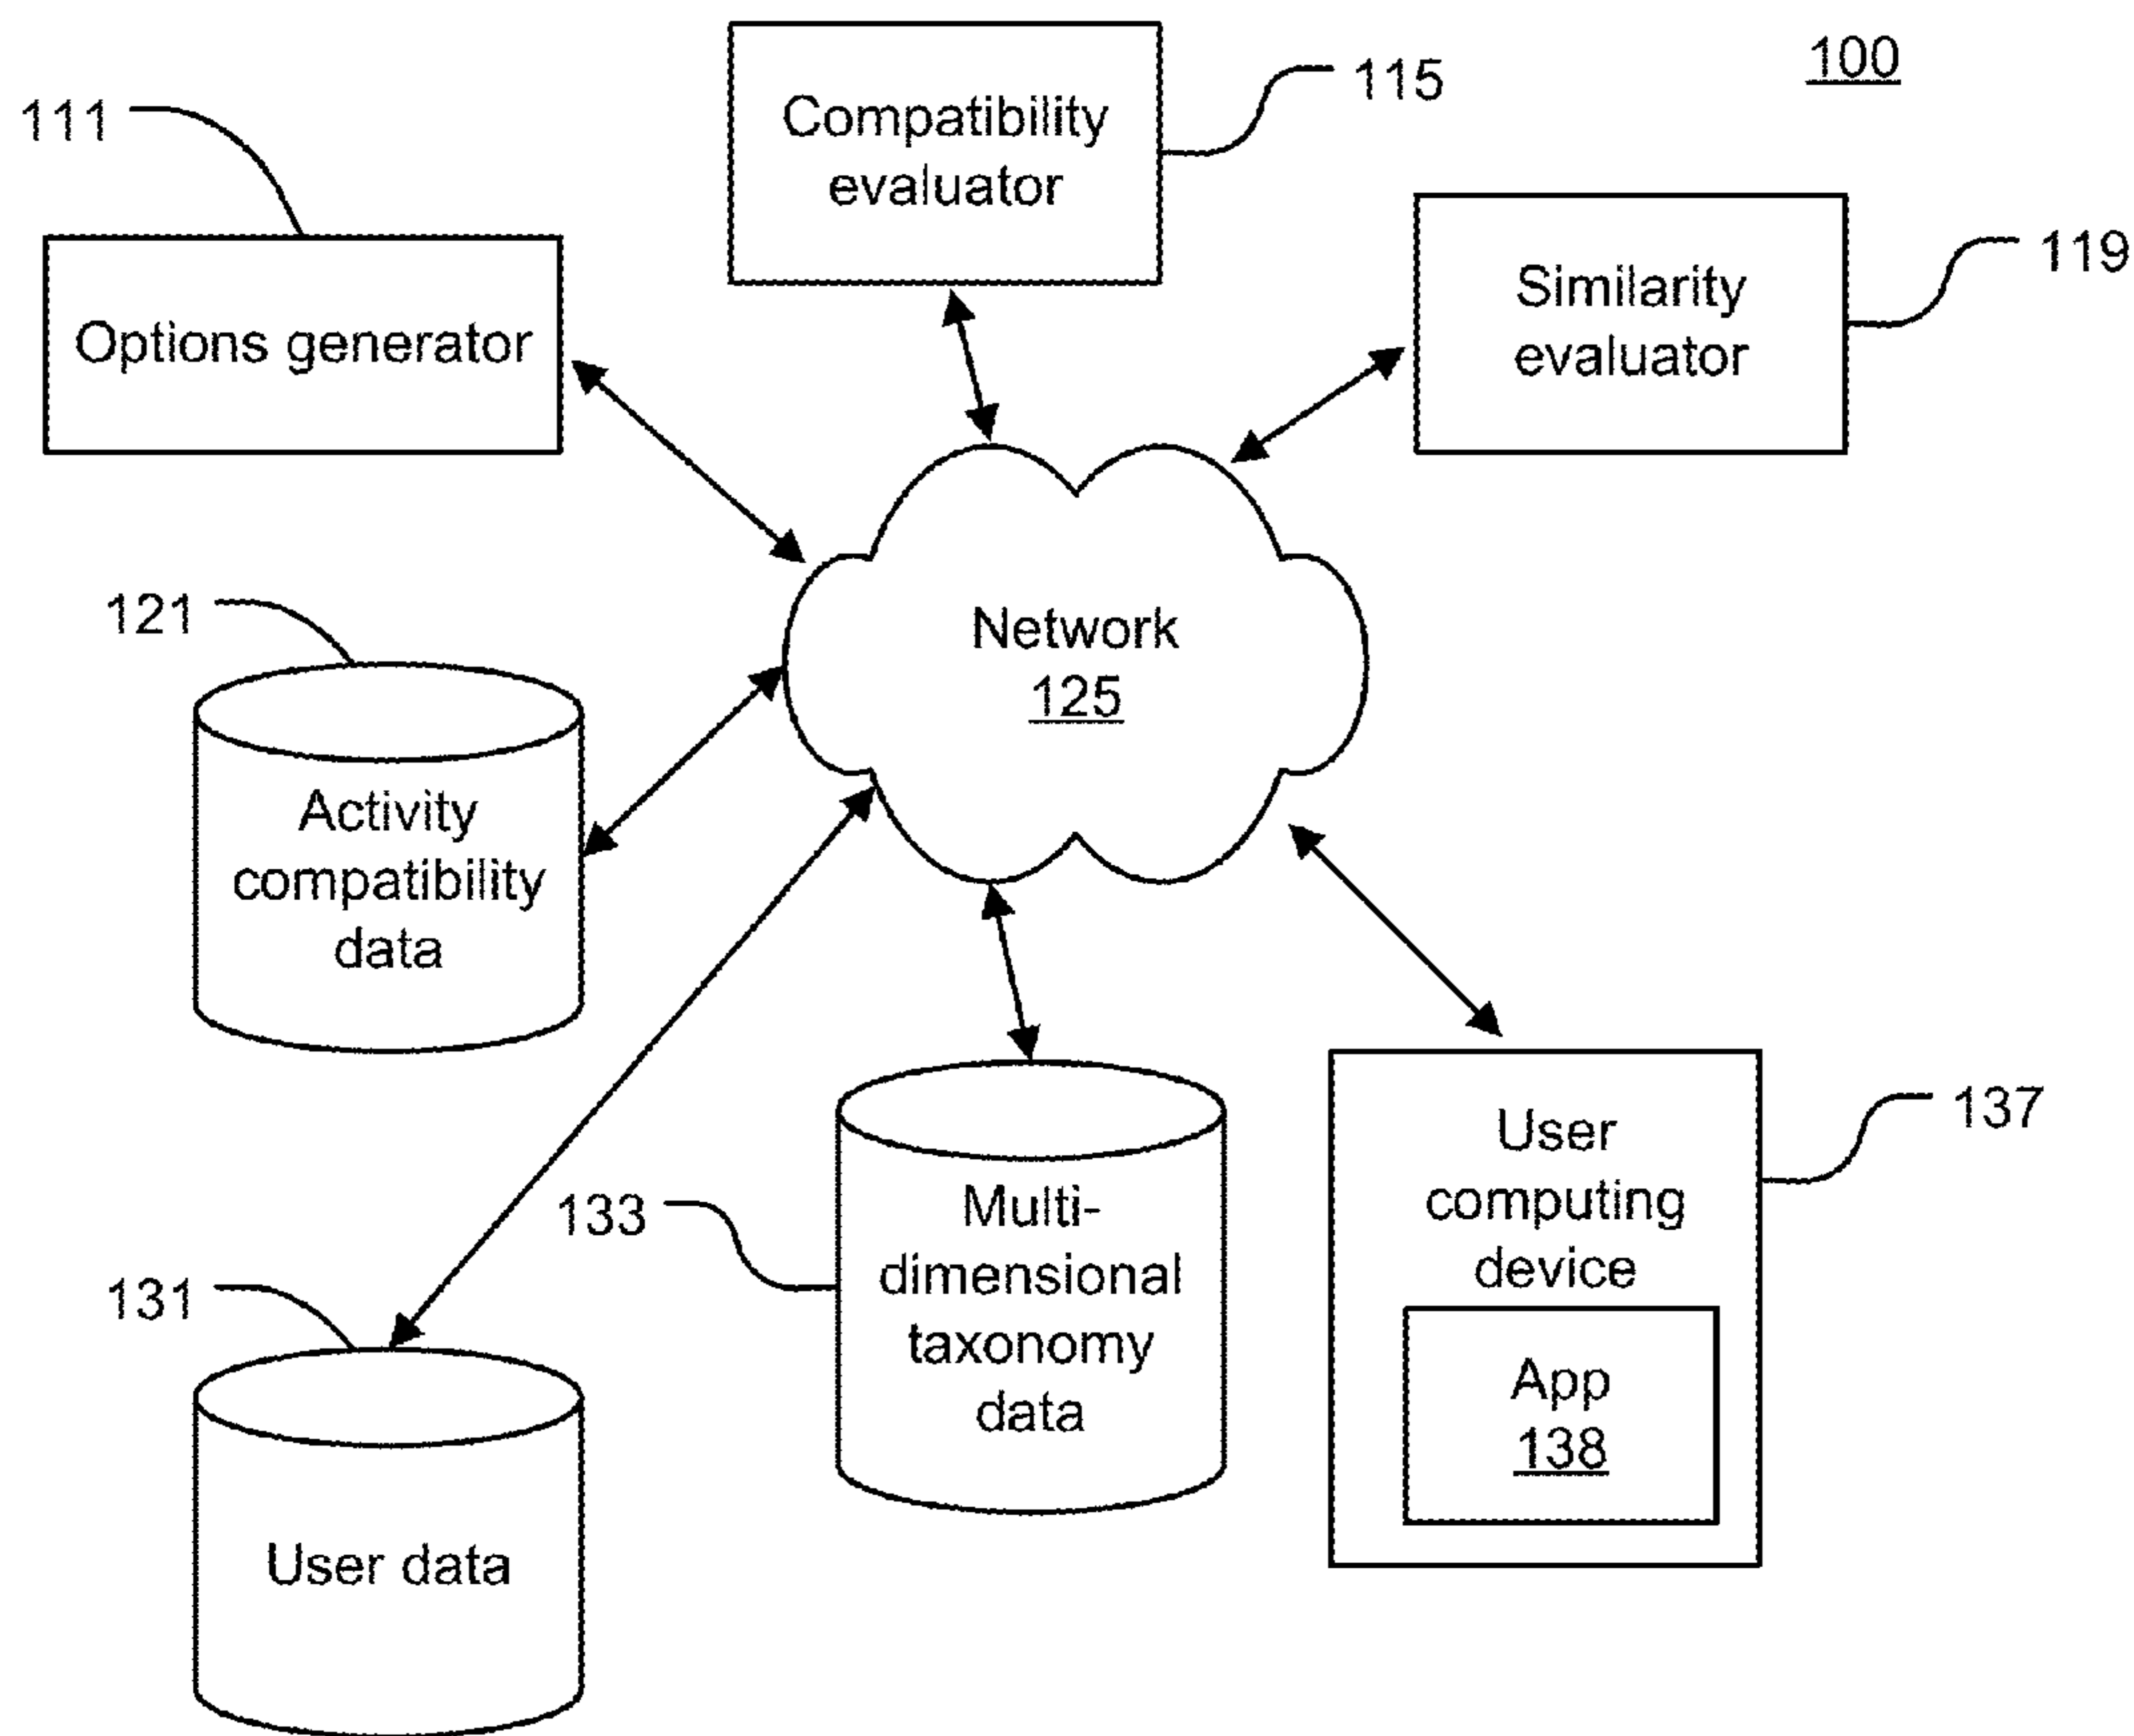 100
115
Compatibility
evaluator
111
119
Similarity
evaluator
Options generator
121
Network
125
Activity
compatibility
data
137
User
computing
device
133
Multi-
dimensional
taxonomy
data
131
App
138
User data